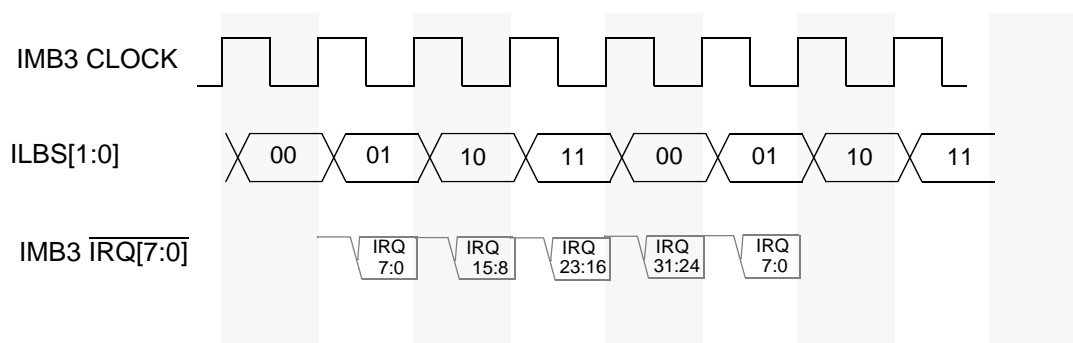 IMB3 CLOCK
ILBS[1:0] 00 01 10 11 00 01 10 11
IMB3 IRQ[7:0]
IRQ 7:0
IRQ 15:8
IRQ 23:16
IRQ 31:24
IRQ 7:0